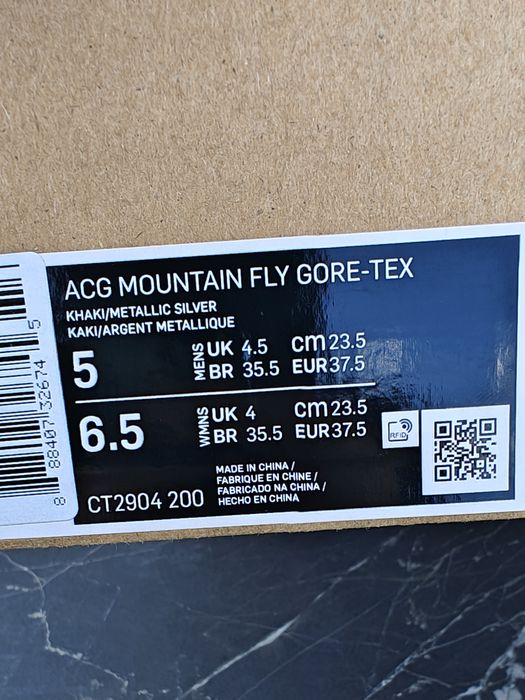 ACG MOUNTAIN FLY GORE-TEX
KHAKI/METALLIC SILVER
KAKI/ARGENT METALLIQUE
5 MENS UK 4.5 CM 23.5
BR 35.5 EUR 37.5
6.5 WMNS UK 4 CM 23.5
BR 35.5 EUR 37.5
RFID
MADE IN CHINA /
FABRIQUE EN CHINE /
FABRICADO NA CHINA /
HECHO EN CHINA
CT2904 200
8 88407 32674 5